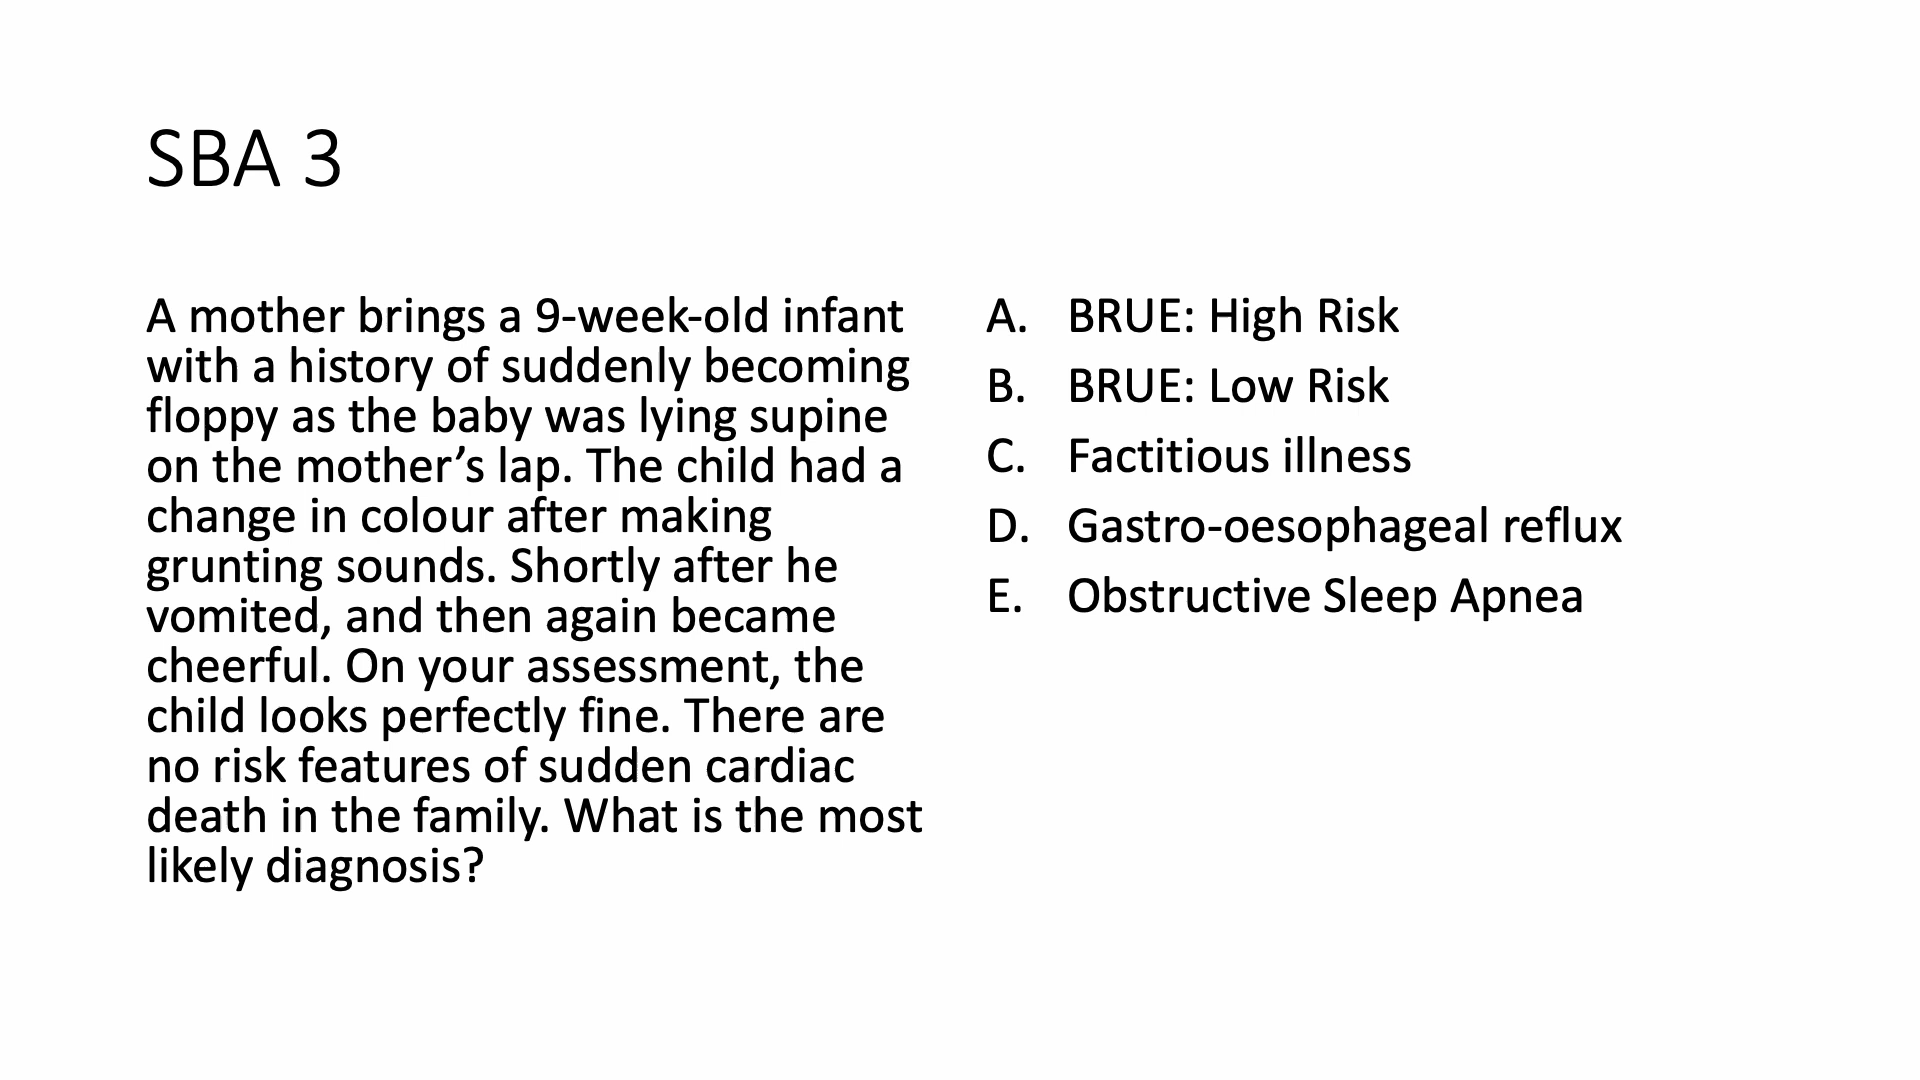 SBA 3
A mother brings a 9-week-old infant
with a history of suddenly becoming
floppy as the baby was lying supine
on the mother’s lap. The child had a
change in colour after making
grunting sounds. Shortly after he
vomited, and then again became
cheerful. On your assessment, the
child looks perfectly fine. There are
no risk features of sudden cardiac
death in the family. What is the most
likely diagnosis?
A. BRUE: High Risk
B. BRUE: Low Risk
C. Factitious illness
D. Gastro-oesophageal reflux
E. Obstructive Sleep Apnea